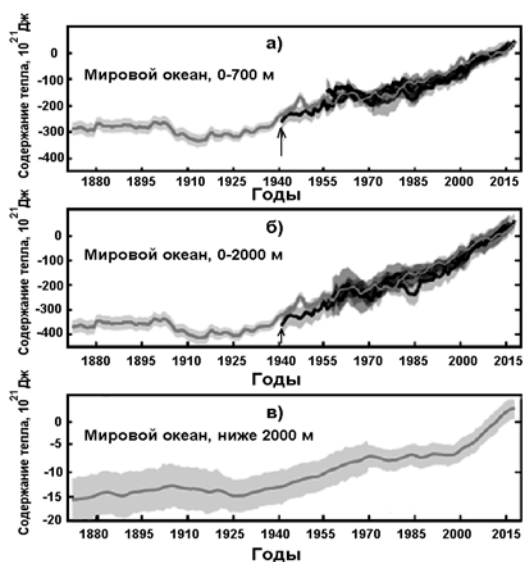 Содержание тепла, 10²¹ Дж
а)
Мировой океан, 0-700 м
0
-100
-200
-300
-400
1880 1895 1910 1925 1940 1955 1970 1985 2000 2015
Годы
Содержание тепла, 10²¹ Дж
б)
Мировой океан, 0-2000 м
0
-100
-200
-300
-400
1880 1895 1910 1925 1940 1955 1970 1985 2000 2015
Годы
Содержание тепла, 10²¹ Дж
в)
Мировой океан, ниже 2000 м
0
-5
-10
-15
-20
1880 1895 1910 1925 1940 1955 1970 1985 2000 2015
Годы